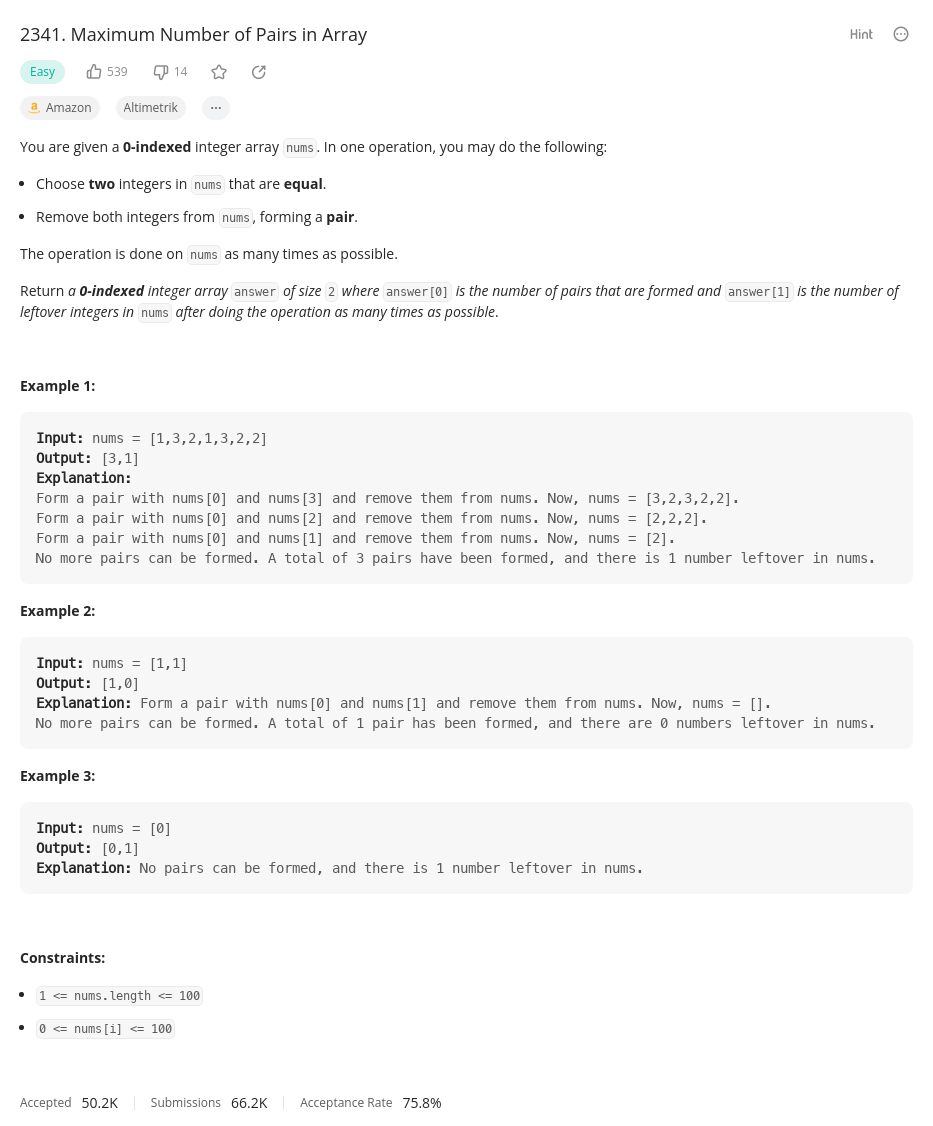 2341. Maximum Number of Pairs in Array
Hint
Easy 539 14
Amazon Altimetrik ···
You are given a 0-indexed integer array nums. In one operation, you may do the following:
• Choose two integers in nums that are equal.
• Remove both integers from nums, forming a pair.
The operation is done on nums as many times as possible.
Return a 0-indexed integer array answer of size 2 where answer[0] is the number of pairs that are formed and answer[1] is the number of
leftover integers in nums after doing the operation as many times as possible.
Example 1:
Input: nums = [1,3,2,1,3,2,2]
Output: [3,1]
Explanation:
Form a pair with nums[0] and nums[3] and remove them from nums. Now, nums = [3,2,3,2,2].
Form a pair with nums[0] and nums[2] and remove them from nums. Now, nums = [2,2,2].
Form a pair with nums[0] and nums[1] and remove them from nums. Now, nums = [2].
No more pairs can be formed. A total of 3 pairs have been formed, and there is 1 number leftover in nums.
Example 2:
Input: nums = [1,1]
Output: [1,0]
Explanation: Form a pair with nums[0] and nums[1] and remove them from nums. Now, nums = [].
No more pairs can be formed. A total of 1 pair has been formed, and there are 0 numbers leftover in nums.
Example 3:
Input: nums = [0]
Output: [0,1]
Explanation: No pairs can be formed, and there is 1 number leftover in nums.
Constraints:
• 1 <= nums.length <= 100
• 0 <= nums[i] <= 100
Accepted 50.2K Submissions 66.2K Acceptance Rate 75.8%